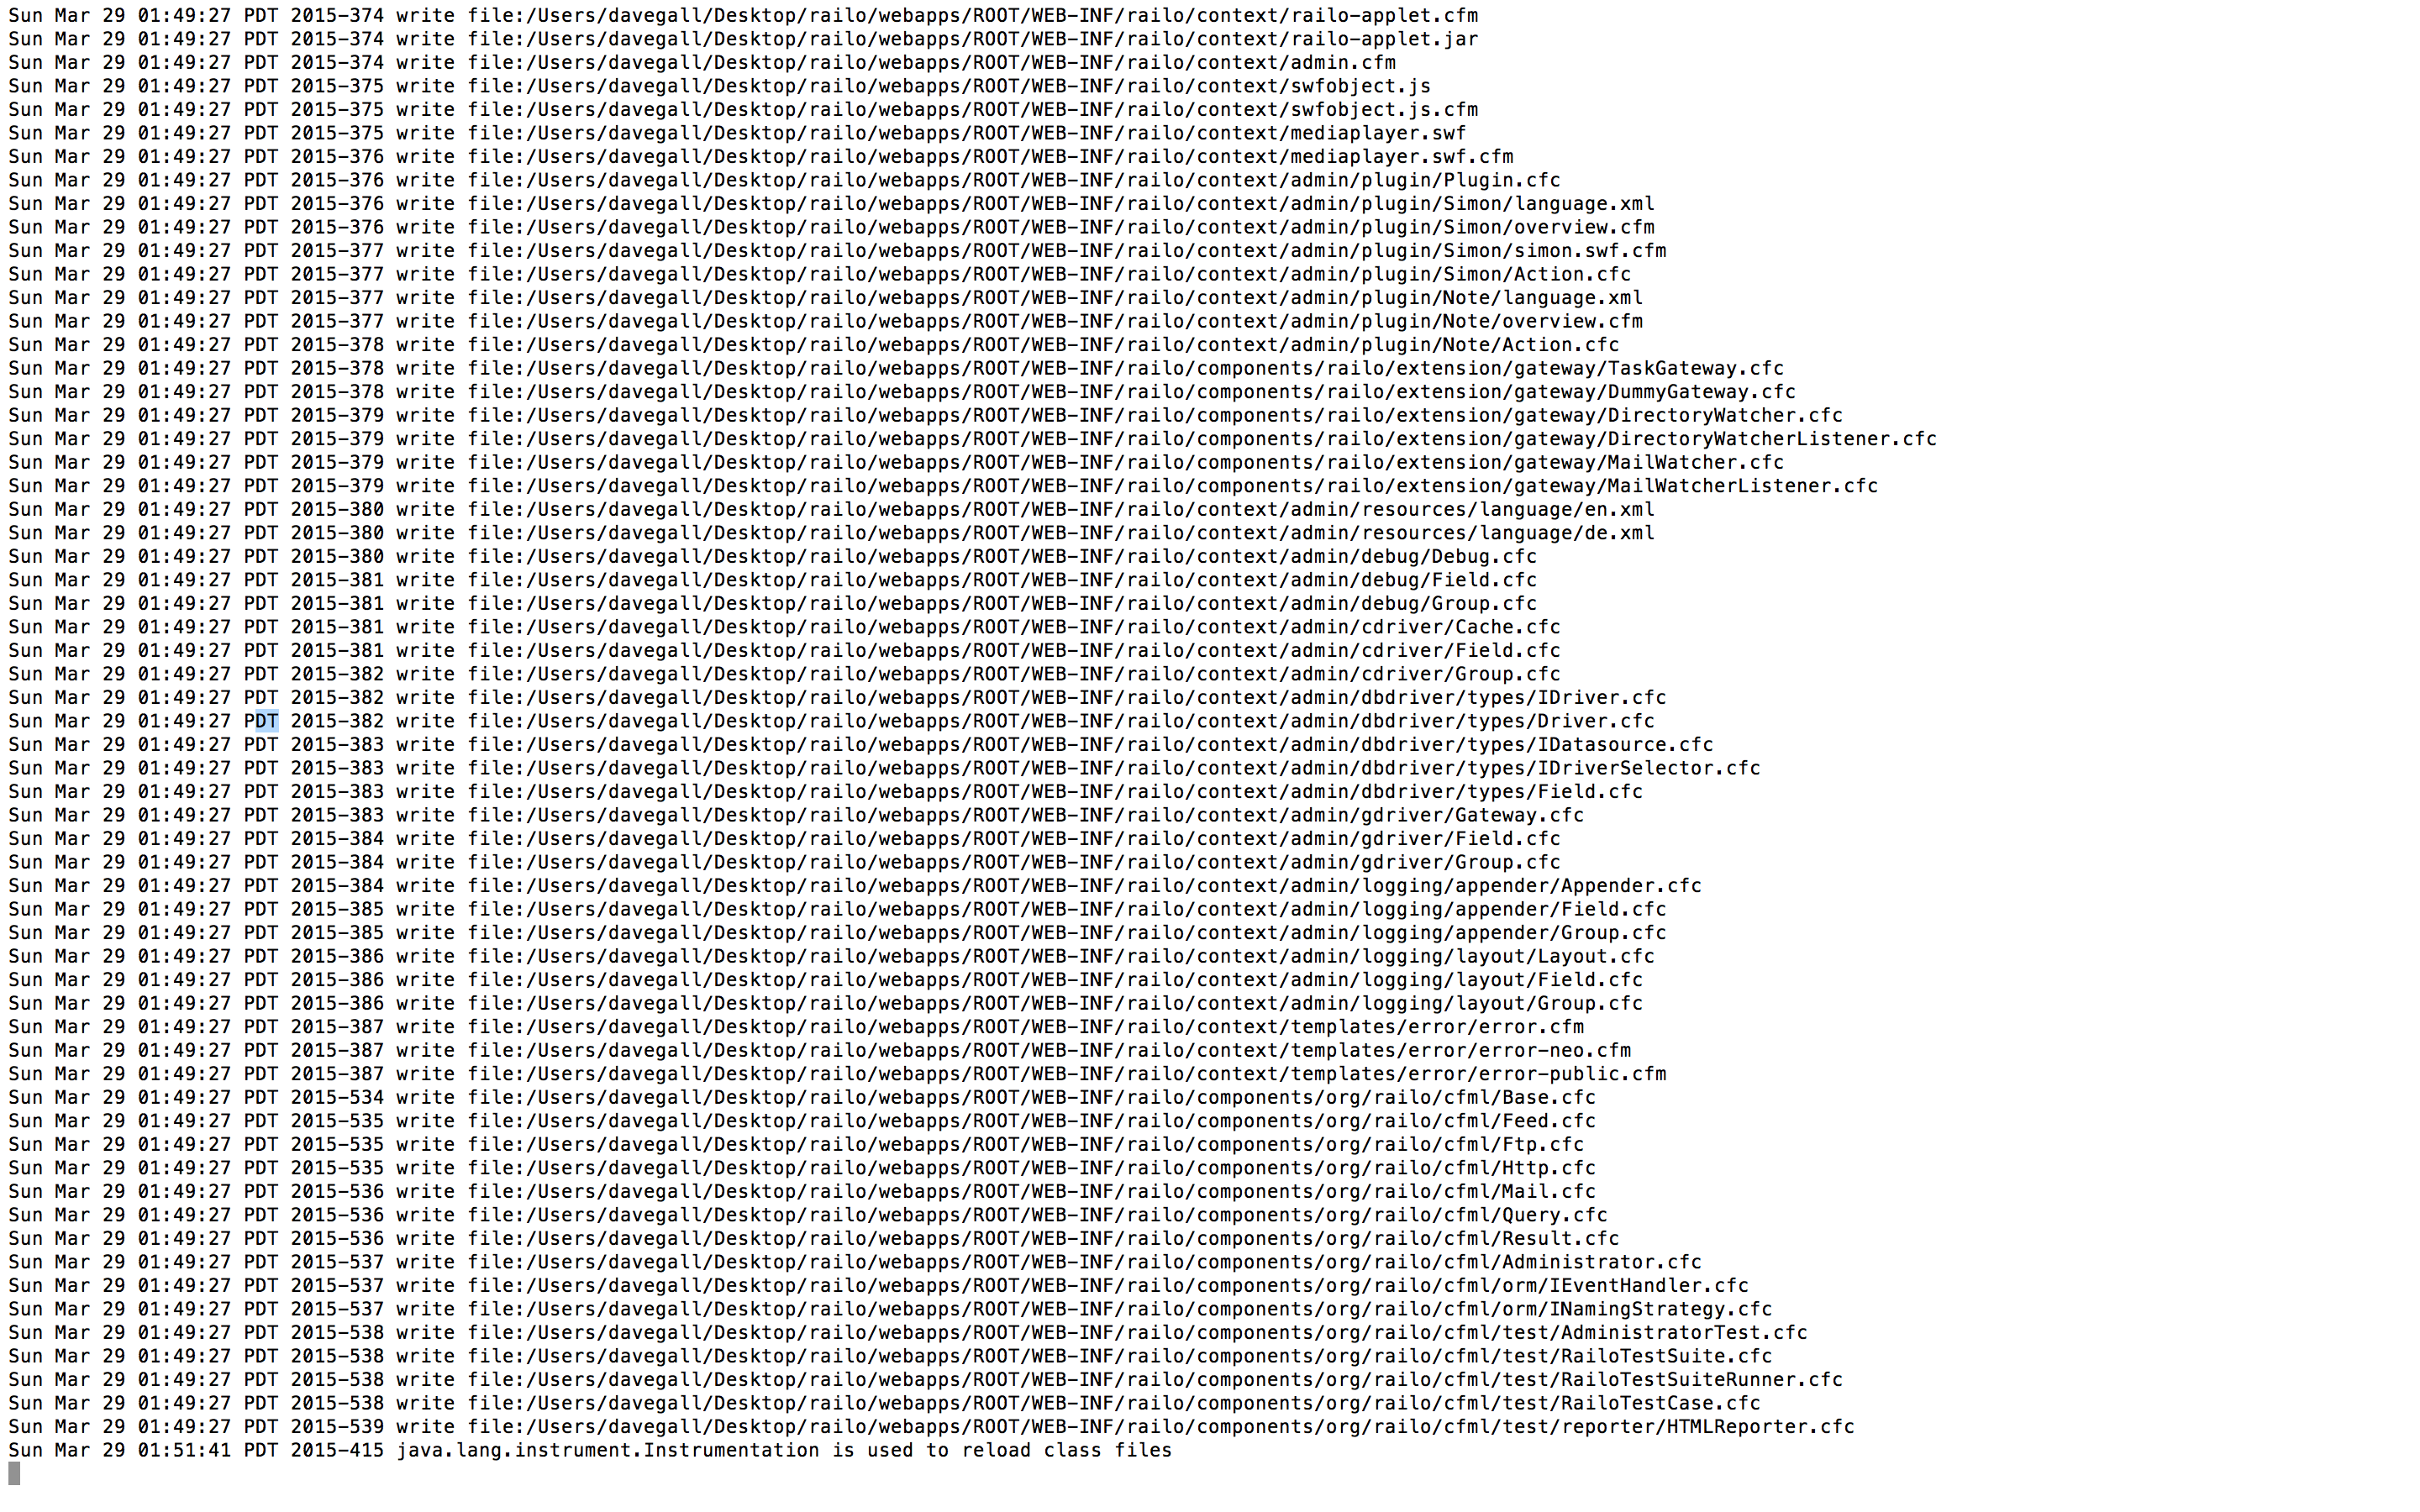 Sun Mar 29 01:49:27 PDT 2015-374 write file:/Users/davegall/Desktop/railo/webapps/ROOT/WEB-INF/railo/context/railo-applet.cfm
Sun Mar 29 01:49:27 PDT 2015-374 write file:/Users/davegall/Desktop/railo/webapps/ROOT/WEB-INF/railo/context/railo-applet.jar
Sun Mar 29 01:49:27 PDT 2015-374 write file:/Users/davegall/Desktop/railo/webapps/ROOT/WEB-INF/railo/context/admin.cfm
Sun Mar 29 01:49:27 PDT 2015-375 write file:/Users/davegall/Desktop/railo/webapps/ROOT/WEB-INF/railo/context/swfobject.js
Sun Mar 29 01:49:27 PDT 2015-375 write file:/Users/davegall/Desktop/railo/webapps/ROOT/WEB-INF/railo/context/swfobject.js.cfm
Sun Mar 29 01:49:27 PDT 2015-375 write file:/Users/davegall/Desktop/railo/webapps/ROOT/WEB-INF/railo/context/mediaplayer.swf
Sun Mar 29 01:49:27 PDT 2015-376 write file:/Users/davegall/Desktop/railo/webapps/ROOT/WEB-INF/railo/context/mediaplayer.swf.cfm
Sun Mar 29 01:49:27 PDT 2015-376 write file:/Users/davegall/Desktop/railo/webapps/ROOT/WEB-INF/railo/context/admin/plugin/Plugin.cfc
Sun Mar 29 01:49:27 PDT 2015-376 write file:/Users/davegall/Desktop/railo/webapps/ROOT/WEB-INF/railo/context/admin/plugin/Simon/language.xml
Sun Mar 29 01:49:27 PDT 2015-376 write file:/Users/davegall/Desktop/railo/webapps/ROOT/WEB-INF/railo/context/admin/plugin/Simon/overview.cfm
Sun Mar 29 01:49:27 PDT 2015-377 write file:/Users/davegall/Desktop/railo/webapps/ROOT/WEB-INF/railo/context/admin/plugin/Simon/simon.swf.cfm
Sun Mar 29 01:49:27 PDT 2015-377 write file:/Users/davegall/Desktop/railo/webapps/ROOT/WEB-INF/railo/context/admin/plugin/Simon/Action.cfc
Sun Mar 29 01:49:27 PDT 2015-377 write file:/Users/davegall/Desktop/railo/webapps/ROOT/WEB-INF/railo/context/admin/plugin/Note/language.xml
Sun Mar 29 01:49:27 PDT 2015-377 write file:/Users/davegall/Desktop/railo/webapps/ROOT/WEB-INF/railo/context/admin/plugin/Note/overview.cfm
Sun Mar 29 01:49:27 PDT 2015-378 write file:/Users/davegall/Desktop/railo/webapps/ROOT/WEB-INF/railo/context/admin/plugin/Note/Action.cfc
Sun Mar 29 01:49:27 PDT 2015-378 write file:/Users/davegall/Desktop/railo/webapps/ROOT/WEB-INF/railo/components/railo/extension/gateway/TaskGateway.cfc
Sun Mar 29 01:49:27 PDT 2015-378 write file:/Users/davegall/Desktop/railo/webapps/ROOT/WEB-INF/railo/components/railo/extension/gateway/DummyGateway.cfc
Sun Mar 29 01:49:27 PDT 2015-379 write file:/Users/davegall/Desktop/railo/webapps/ROOT/WEB-INF/railo/components/railo/extension/gateway/DirectoryWatcher.cfc
Sun Mar 29 01:49:27 PDT 2015-379 write file:/Users/davegall/Desktop/railo/webapps/ROOT/WEB-INF/railo/components/railo/extension/gateway/DirectoryWatcherListener.cfc
Sun Mar 29 01:49:27 PDT 2015-379 write file:/Users/davegall/Desktop/railo/webapps/ROOT/WEB-INF/railo/components/railo/extension/gateway/MailWatcher.cfc
Sun Mar 29 01:49:27 PDT 2015-379 write file:/Users/davegall/Desktop/railo/webapps/ROOT/WEB-INF/railo/components/railo/extension/gateway/MailWatcherListener.cfc
Sun Mar 29 01:49:27 PDT 2015-380 write file:/Users/davegall/Desktop/railo/webapps/ROOT/WEB-INF/railo/context/admin/resources/language/en.xml
Sun Mar 29 01:49:27 PDT 2015-380 write file:/Users/davegall/Desktop/railo/webapps/ROOT/WEB-INF/railo/context/admin/resources/language/de.xml
Sun Mar 29 01:49:27 PDT 2015-380 write file:/Users/davegall/Desktop/railo/webapps/ROOT/WEB-INF/railo/context/admin/debug/Debug.cfc
Sun Mar 29 01:49:27 PDT 2015-381 write file:/Users/davegall/Desktop/railo/webapps/ROOT/WEB-INF/railo/context/admin/debug/Field.cfc
Sun Mar 29 01:49:27 PDT 2015-381 write file:/Users/davegall/Desktop/railo/webapps/ROOT/WEB-INF/railo/context/admin/debug/Group.cfc
Sun Mar 29 01:49:27 PDT 2015-381 write file:/Users/davegall/Desktop/railo/webapps/ROOT/WEB-INF/railo/context/admin/cdriver/Cache.cfc
Sun Mar 29 01:49:27 PDT 2015-381 write file:/Users/davegall/Desktop/railo/webapps/ROOT/WEB-INF/railo/context/admin/cdriver/Field.cfc
Sun Mar 29 01:49:27 PDT 2015-382 write file:/Users/davegall/Desktop/railo/webapps/ROOT/WEB-INF/railo/context/admin/cdriver/Group.cfc
Sun Mar 29 01:49:27 PDT 2015-382 write file:/Users/davegall/Desktop/railo/webapps/ROOT/WEB-INF/railo/context/admin/dbdriver/types/IDriver.cfc
Sun Mar 29 01:49:27 PDT 2015-382 write file:/Users/davegall/Desktop/railo/webapps/ROOT/WEB-INF/railo/context/admin/dbdriver/types/Driver.cfc
Sun Mar 29 01:49:27 PDT 2015-383 write file:/Users/davegall/Desktop/railo/webapps/ROOT/WEB-INF/railo/context/admin/dbdriver/types/IDatasource.cfc
Sun Mar 29 01:49:27 PDT 2015-383 write file:/Users/davegall/Desktop/railo/webapps/ROOT/WEB-INF/railo/context/admin/dbdriver/types/IDriverSelector.cfc
Sun Mar 29 01:49:27 PDT 2015-383 write file:/Users/davegall/Desktop/railo/webapps/ROOT/WEB-INF/railo/context/admin/dbdriver/types/Field.cfc
Sun Mar 29 01:49:27 PDT 2015-383 write file:/Users/davegall/Desktop/railo/webapps/ROOT/WEB-INF/railo/context/admin/gdriver/Gateway.cfc
Sun Mar 29 01:49:27 PDT 2015-384 write file:/Users/davegall/Desktop/railo/webapps/ROOT/WEB-INF/railo/context/admin/gdriver/Field.cfc
Sun Mar 29 01:49:27 PDT 2015-384 write file:/Users/davegall/Desktop/railo/webapps/ROOT/WEB-INF/railo/context/admin/gdriver/Group.cfc
Sun Mar 29 01:49:27 PDT 2015-384 write file:/Users/davegall/Desktop/railo/webapps/ROOT/WEB-INF/railo/context/admin/logging/appender/Appender.cfc
Sun Mar 29 01:49:27 PDT 2015-385 write file:/Users/davegall/Desktop/railo/webapps/ROOT/WEB-INF/railo/context/admin/logging/appender/Field.cfc
Sun Mar 29 01:49:27 PDT 2015-385 write file:/Users/davegall/Desktop/railo/webapps/ROOT/WEB-INF/railo/context/admin/logging/appender/Group.cfc
Sun Mar 29 01:49:27 PDT 2015-386 write file:/Users/davegall/Desktop/railo/webapps/ROOT/WEB-INF/railo/context/admin/logging/layout/Layout.cfc
Sun Mar 29 01:49:27 PDT 2015-386 write file:/Users/davegall/Desktop/railo/webapps/ROOT/WEB-INF/railo/context/admin/logging/layout/Field.cfc
Sun Mar 29 01:49:27 PDT 2015-386 write file:/Users/davegall/Desktop/railo/webapps/ROOT/WEB-INF/railo/context/admin/logging/layout/Group.cfc
Sun Mar 29 01:49:27 PDT 2015-387 write file:/Users/davegall/Desktop/railo/webapps/ROOT/WEB-INF/railo/context/templates/error/error.cfm
Sun Mar 29 01:49:27 PDT 2015-387 write file:/Users/davegall/Desktop/railo/webapps/ROOT/WEB-INF/railo/context/templates/error/error-neo.cfm
Sun Mar 29 01:49:27 PDT 2015-387 write file:/Users/davegall/Desktop/railo/webapps/ROOT/WEB-INF/railo/context/templates/error/error-public.cfm
Sun Mar 29 01:49:27 PDT 2015-534 write file:/Users/davegall/Desktop/railo/webapps/ROOT/WEB-INF/railo/components/org/railo/cfml/Base.cfc
Sun Mar 29 01:49:27 PDT 2015-535 write file:/Users/davegall/Desktop/railo/webapps/ROOT/WEB-INF/railo/components/org/railo/cfml/Feed.cfc
Sun Mar 29 01:49:27 PDT 2015-535 write file:/Users/davegall/Desktop/railo/webapps/ROOT/WEB-INF/railo/components/org/railo/cfml/Ftp.cfc
Sun Mar 29 01:49:27 PDT 2015-535 write file:/Users/davegall/Desktop/railo/webapps/ROOT/WEB-INF/railo/components/org/railo/cfml/Http.cfc
Sun Mar 29 01:49:27 PDT 2015-536 write file:/Users/davegall/Desktop/railo/webapps/ROOT/WEB-INF/railo/components/org/railo/cfml/Mail.cfc
Sun Mar 29 01:49:27 PDT 2015-536 write file:/Users/davegall/Desktop/railo/webapps/ROOT/WEB-INF/railo/components/org/railo/cfml/Query.cfc
Sun Mar 29 01:49:27 PDT 2015-536 write file:/Users/davegall/Desktop/railo/webapps/ROOT/WEB-INF/railo/components/org/railo/cfml/Result.cfc
Sun Mar 29 01:49:27 PDT 2015-537 write file:/Users/davegall/Desktop/railo/webapps/ROOT/WEB-INF/railo/components/org/railo/cfml/Administrator.cfc
Sun Mar 29 01:49:27 PDT 2015-537 write file:/Users/davegall/Desktop/railo/webapps/ROOT/WEB-INF/railo/components/org/railo/cfml/orm/IEventHandler.cfc
Sun Mar 29 01:49:27 PDT 2015-537 write file:/Users/davegall/Desktop/railo/webapps/ROOT/WEB-INF/railo/components/org/railo/cfml/orm/INamingStrategy.cfc
Sun Mar 29 01:49:27 PDT 2015-538 write file:/Users/davegall/Desktop/railo/webapps/ROOT/WEB-INF/railo/components/org/railo/cfml/test/AdministratorTest.cfc
Sun Mar 29 01:49:27 PDT 2015-538 write file:/Users/davegall/Desktop/railo/webapps/ROOT/WEB-INF/railo/components/org/railo/cfml/test/RailoTestSuite.cfc
Sun Mar 29 01:49:27 PDT 2015-538 write file:/Users/davegall/Desktop/railo/webapps/ROOT/WEB-INF/railo/components/org/railo/cfml/test/RailoTestSuiteRunner.cfc
Sun Mar 29 01:49:27 PDT 2015-538 write file:/Users/davegall/Desktop/railo/webapps/ROOT/WEB-INF/railo/components/org/railo/cfml/test/RailoTestCase.cfc
Sun Mar 29 01:49:27 PDT 2015-539 write file:/Users/davegall/Desktop/railo/webapps/ROOT/WEB-INF/railo/components/org/railo/cfml/test/reporter/HTMLReporter.cfc
Sun Mar 29 01:51:41 PDT 2015-415 java.lang.instrument.Instrumentation is used to reload class files